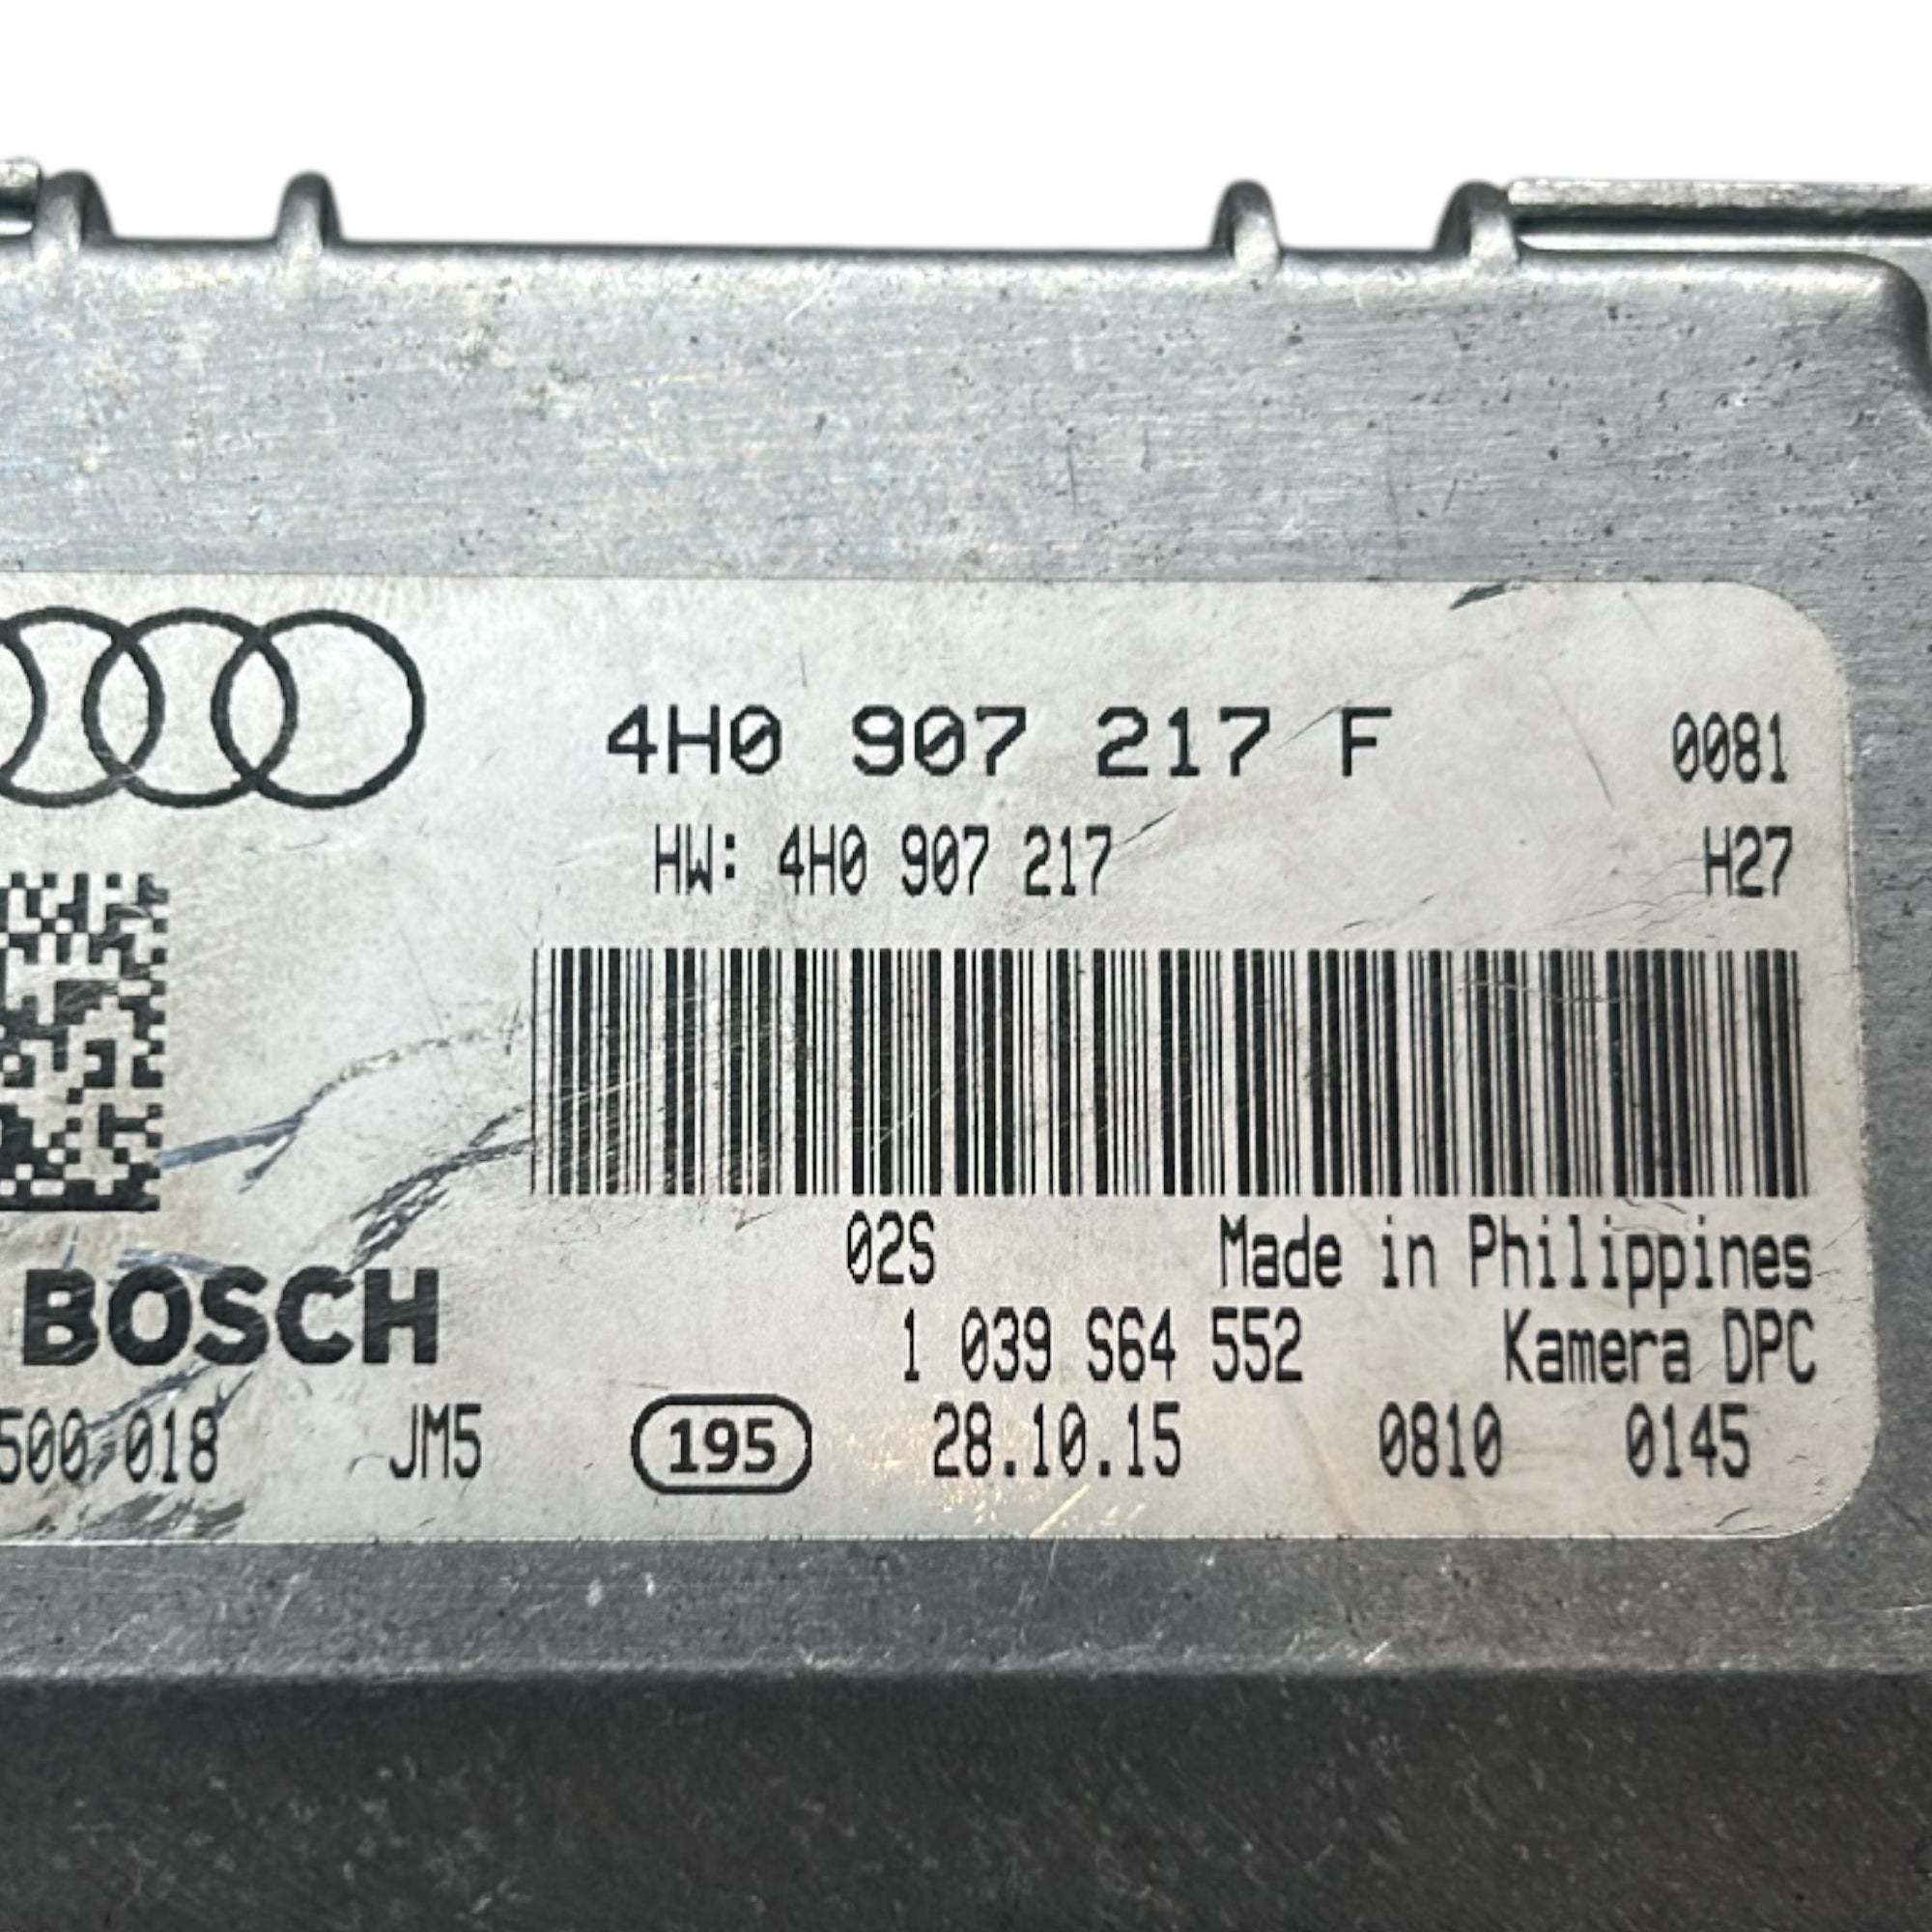 4H0 907 217 F 0081
HW: 4H0 907 217 H27
02S Made in Philippines
BOSCH 1 039 S64 552 Kamera DPC
500 018 JM5 195 28.10.15 0810 0145